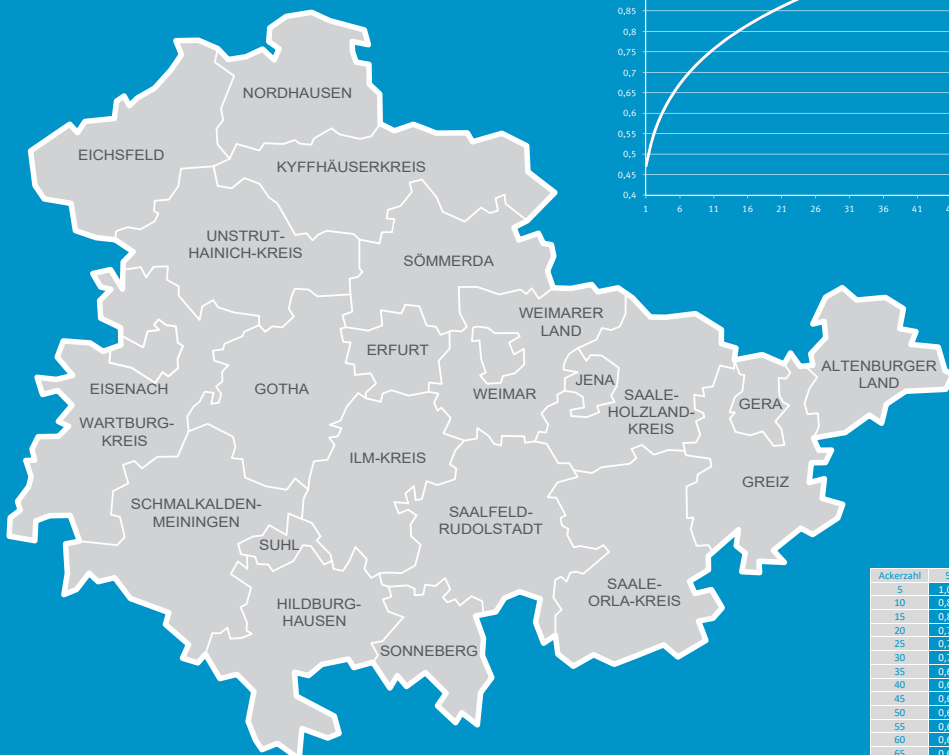 0,85
0,8
0,75
0,7
0,65
0,6
0,55
0,5
0,45
0,4
1 6 11 16 21 26 31 36 41
NORDHAUSEN
EICHSFELD
KYFFHÄUSERKREIS
UNSTRUT-
HAINICH-KREIS
SÖMMERDA
WEIMARER
LAND
ERFURT
ALTENBURGER
LAND
EISENACH
GOTHA
WEIMAR
JENA
SAALE-
HOLZLAND-
KREIS
GERA
WARTBURG-
KREIS
ILM-KREIS
GREIZ
SCHMALKALDEN-
MEININGEN
SAALFELD-
RUDOLSTADT
SUHL
HILDBURG-
HAUSEN
SAALE-
ORLA-KREIS
SONNEBERG
Ackerzahl
5
10
15
20
25
30
35
40
45
50
55
60
65